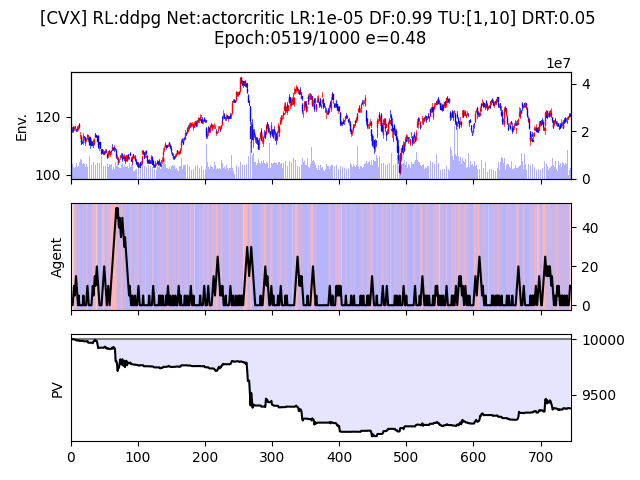 [CVX] RL:ddpg Net:actorcritic LR:1e-05 DF:0.99 TU:[1,10] DRT:0.05
Epoch:0519/1000 e=0.48
1e7
Env.
120
100
4
2
0
Agent
40
20
0
PV
10000
9500
0 100 200 300 400 500 600 700